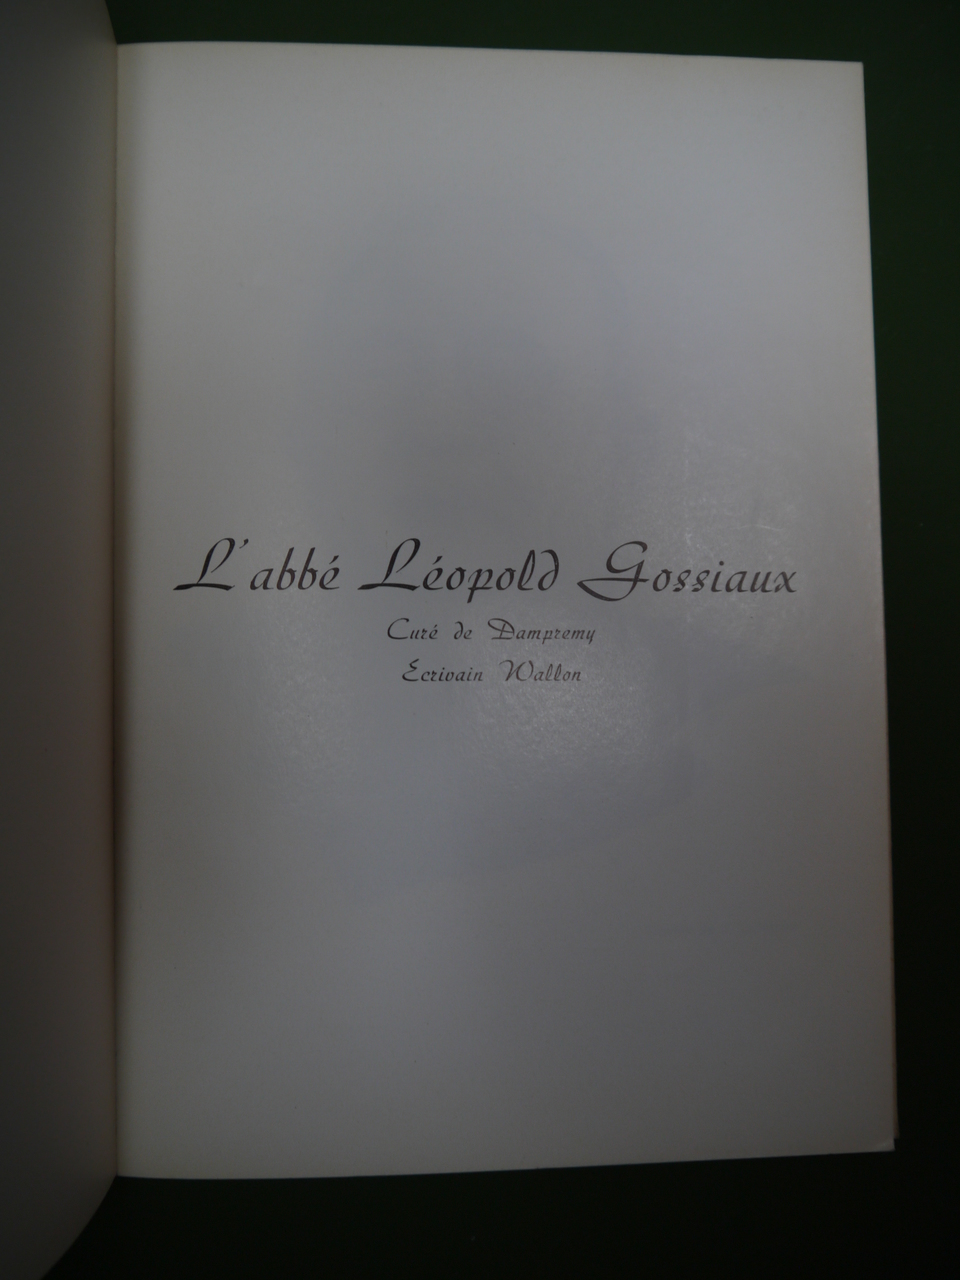 L'abbé Léopold Gossiaux
Curé de Dampremy
Ecrivain Wallon